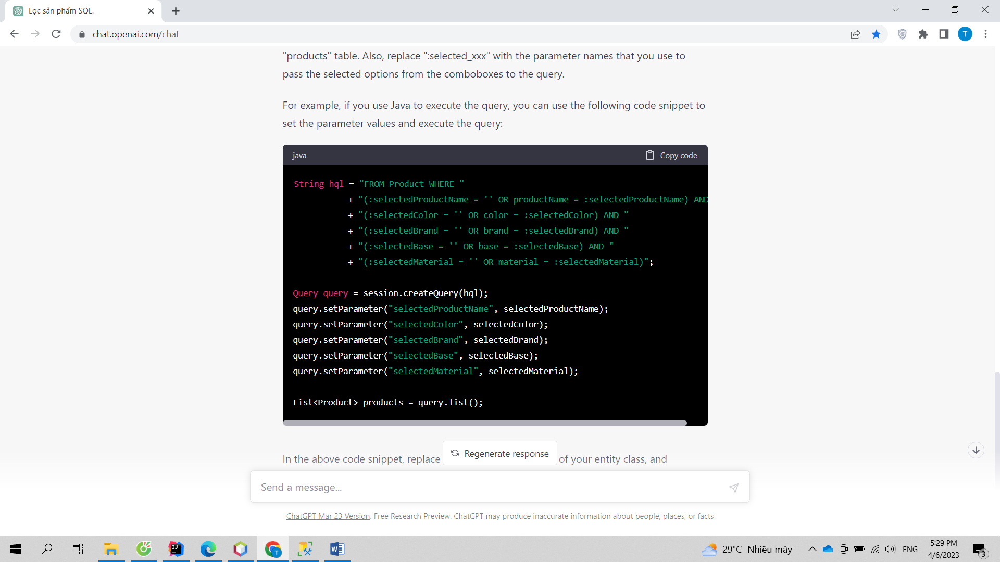 Lọc sản phẩm SQL.
chat.openai.com/chat
T
"products" table. Also, replace ":selected_xxx" with the parameter names that you use to
pass the selected options from the comboboxes to the query.
For example, if you use Java to execute the query, you can use the following code snippet to
set the parameter values and execute the query:
java
Copy code
String hql = "FROM Product WHERE "
+ "(:selectedProductName = '' OR productName = :selectedProductName) AND
+ "(:selectedColor = '' OR color = :selectedColor) AND "
+ "(:selectedBrand = '' OR brand = :selectedBrand) AND "
+ "(:selectedBase = '' OR base = :selectedBase) AND "
+ "(:selectedMaterial = '' OR material = :selectedMaterial)";
Query query = session.createQuery(hql);
query.setParameter("selectedProductName", selectedProductName);
query.setParameter("selectedColor", selectedColor);
query.setParameter("selectedBrand", selectedBrand);
query.setParameter("selectedBase", selectedBase);
query.setParameter("selectedMaterial", selectedMaterial);
List<Product> products = query.list();
In the above code snippet, replace
Regenerate response
of your entity class, and
Send a message...
ChatGPT Mar 23 Version. Free Research Preview. ChatGPT may produce inaccurate information about people, places, or facts
29°C Nhiều mây
ENG
5:29 PM
4/6/2023
3